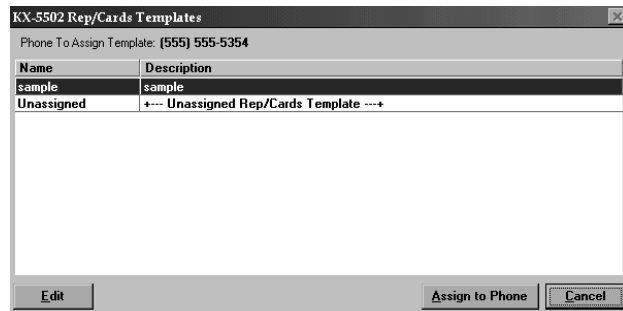 KX-5502 Rep/Cards Templates
Phone To Assign Template: (555) 555-5354
Name Description
sample sample
Unassigned +--- Unassigned Rep/Cards Template ---+
Edit Assign to Phone Cancel